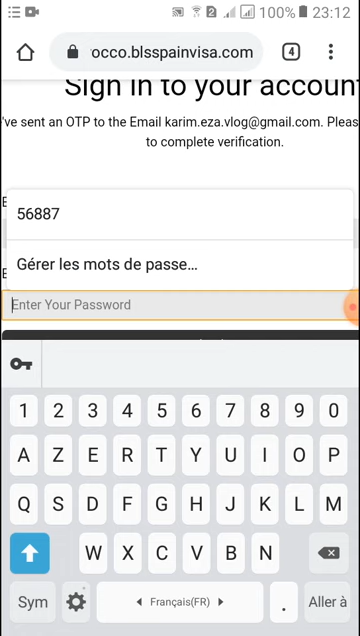 100% 23:12
occo.blsspainvisa.com 4
Sign in to your account
've sent an OTP to the Email karim.eza.vlog@gmail.com. Pleas
to complete verification.
E
56887
Gérer les mots de passe…
E
Enter Your Password
1 2 3 4 5 6 7 8 9 0
A Z E R T Y U I O P
Q S D F G H J K L M
W X C V B N
Sym Français(FR) . Aller à